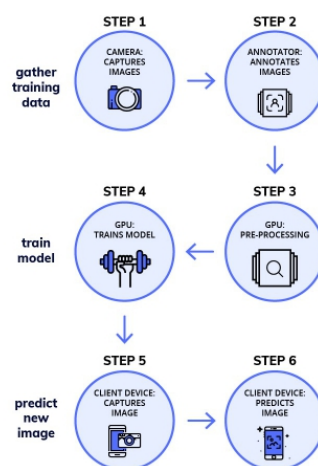 STEP 1
STEP 2
gather
training
data
CAMERA:
CAPTURES
IMAGES
ANNOTATOR:
ANNOTATES
IMAGES
STEP 4
STEP 3
train
model
GPU:
TRAINS MODEL
GPU:
PRE-PROCESSING
STEP 5
STEP 6
predict
new
image
CLIENT DEVICE:
CAPTURES
IMAGE
CLIENT DEVICE:
PREDICTS
IMAGE